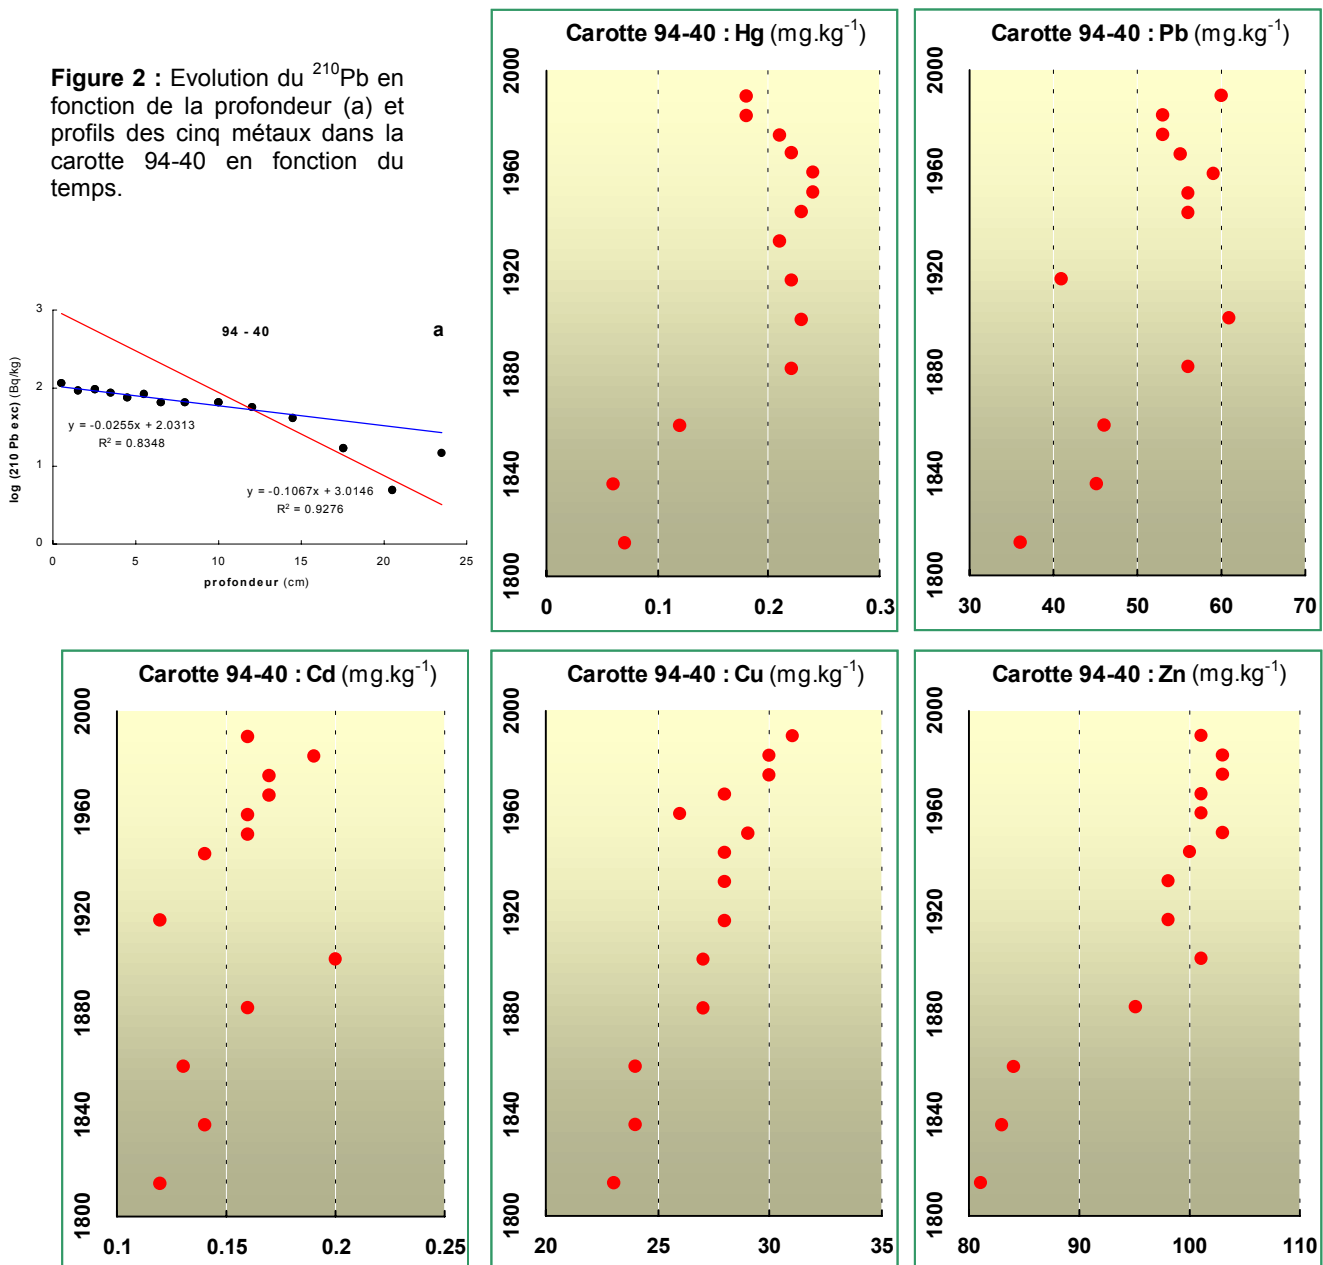 Figure 2 : Evolution du ²¹⁰Pb en
fonction de la profondeur (a) et
profils des cinq métaux dans la
carotte 94-40 en fonction du
temps.
94 - 40
a
log (210 Pb exc) (Bq/kg)
3
2
1
0
y = -0.0255x + 2.0313
R² = 0.8348
y = -0.1067x + 3.0146
R² = 0.9276
0 5 10 15 20 25
profondeur (cm)
Carotte 94-40 : Hg (mg.kg⁻¹)
2000
1960
1920
1880
1840
1800
0 0.1 0.2 0.3
Carotte 94-40 : Pb (mg.kg⁻¹)
2000
1960
1920
1880
1840
1800
30 40 50 60 70
Carotte 94-40 : Cd (mg.kg⁻¹)
2000
1960
1920
1880
1840
1800
0.1 0.15 0.2 0.25
Carotte 94-40 : Cu (mg.kg⁻¹)
2000
1960
1920
1880
1840
1800
20 25 30 35
Carotte 94-40 : Zn (mg.kg⁻¹)
2000
1960
1920
1880
1840
1800
80 90 100 110